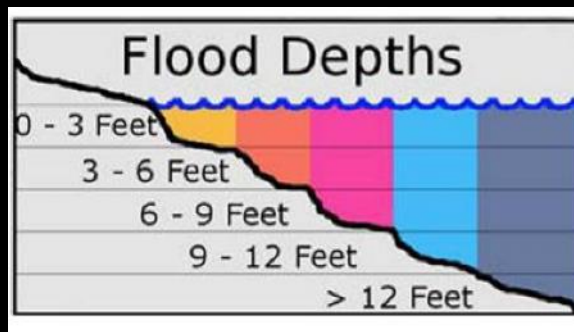 Flood Depths
0 - 3 Feet
3 - 6 Feet
6 - 9 Feet
9 - 12 Feet
> 12 Feet